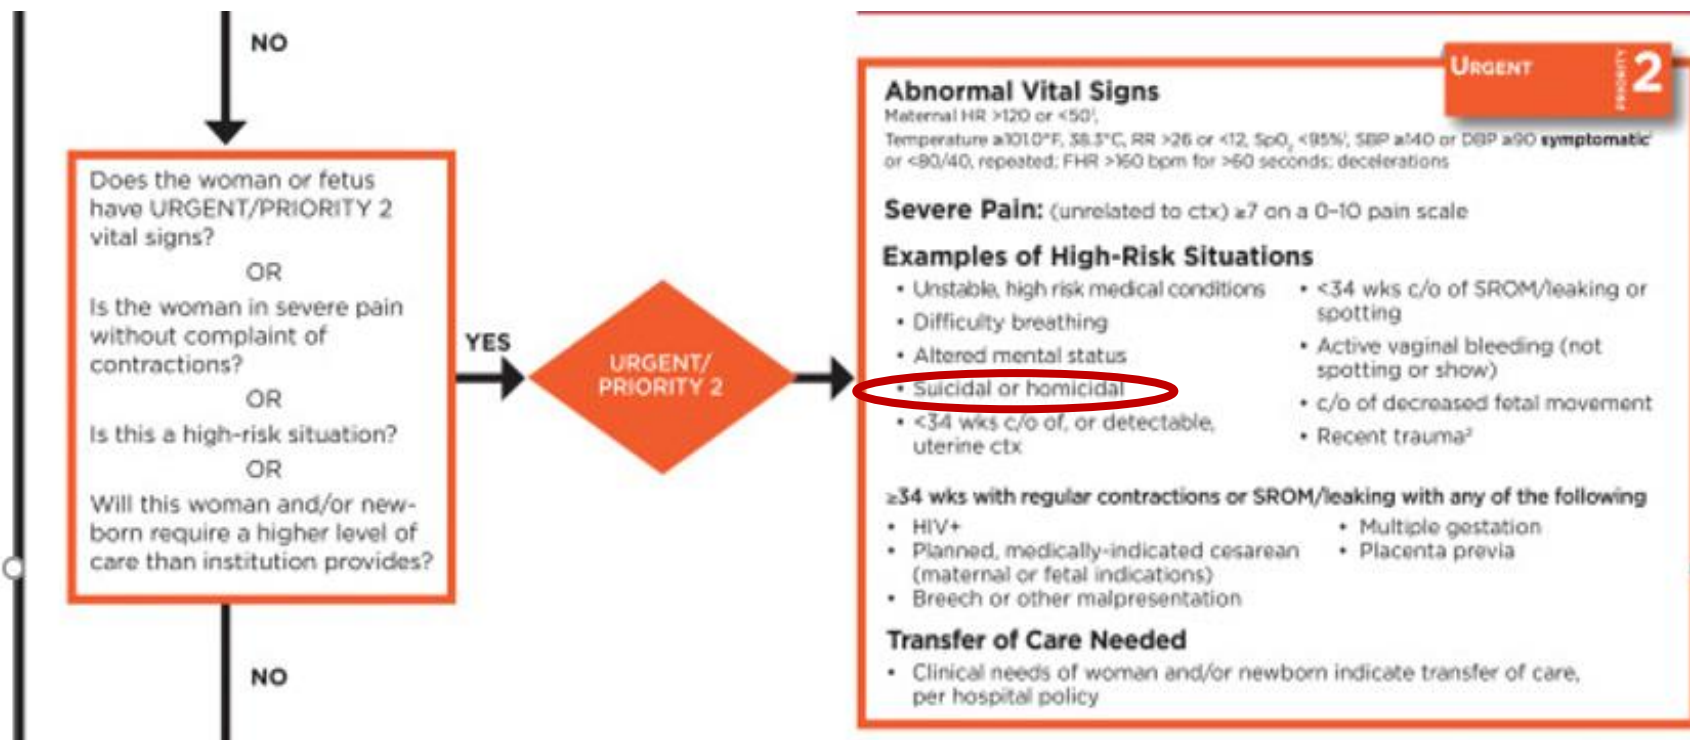 NO
Does the woman or fetus
have URGENT/PRIORITY 2
vital signs?
OR
Is the woman in severe pain
without complaint of
contractions?
OR
Is this a high-risk situation?
OR
Will this woman and/or new-
born require a higher level of
care than institution provides?
NO
YES
URGENT/
PRIORITY 2
URGENT
PRIORITY 2
Abnormal Vital Signs
Maternal HR >120 or <50¹,
Temperature ≥101.0°F, 38.3°C, RR >26 or <12, SpO₂ <95%¹, SBP ≥140 or DBP ≥90 symptomatic¹
or <80/40, repeated; FHR >160 bpm for >60 seconds; decelerations
Severe Pain: (unrelated to ctx) ≥7 on a 0–10 pain scale
Examples of High-Risk Situations
• Unstable, high risk medical conditions
• Difficulty breathing
• Altered mental status
• Suicidal or homicidal
• <34 wks c/o of, or detectable,
uterine ctx
• <34 wks c/o of SROM/leaking or
spotting
• Active vaginal bleeding (not
spotting or show)
• c/o of decreased fetal movement
• Recent trauma²
≥34 wks with regular contractions or SROM/leaking with any of the following
• HIV+
• Planned, medically-indicated cesarean
(maternal or fetal indications)
• Breech or other malpresentation
• Multiple gestation
• Placenta previa
Transfer of Care Needed
• Clinical needs of woman and/or newborn indicate transfer of care,
per hospital policy